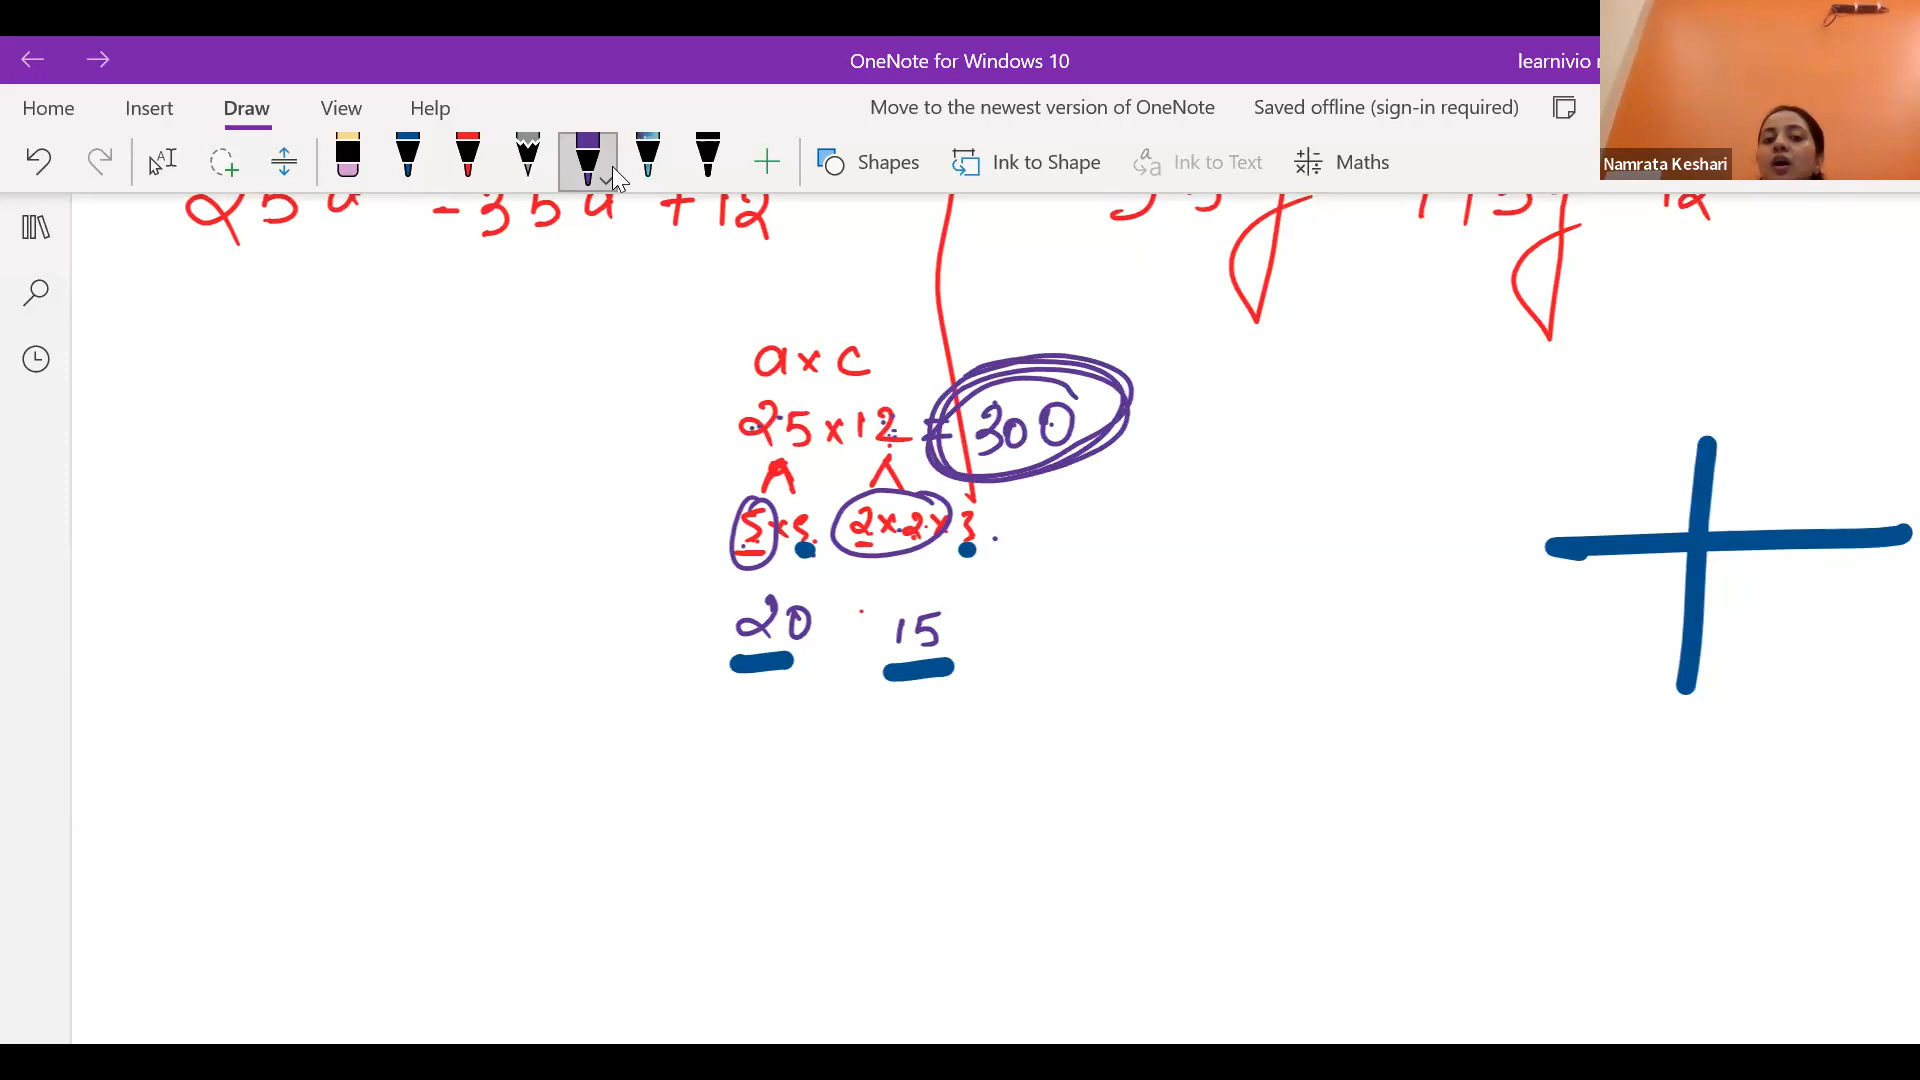 OneNote for Windows 10
learnivio
Home Insert Draw View Help
Move to the newest version of OneNote Saved offline (sign-in required)
Shapes Ink to Shape Ink to Text Maths
Namrata Keshari
25a - 35a + 12
a x c
25 x 12 = 300
5 x 5 2 x 2 x 3
20 15